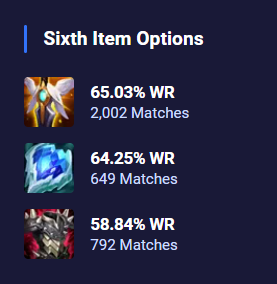 Sixth Item Options
65.03% WR
2,002 Matches
64.25% WR
649 Matches
58.84% WR
792 Matches